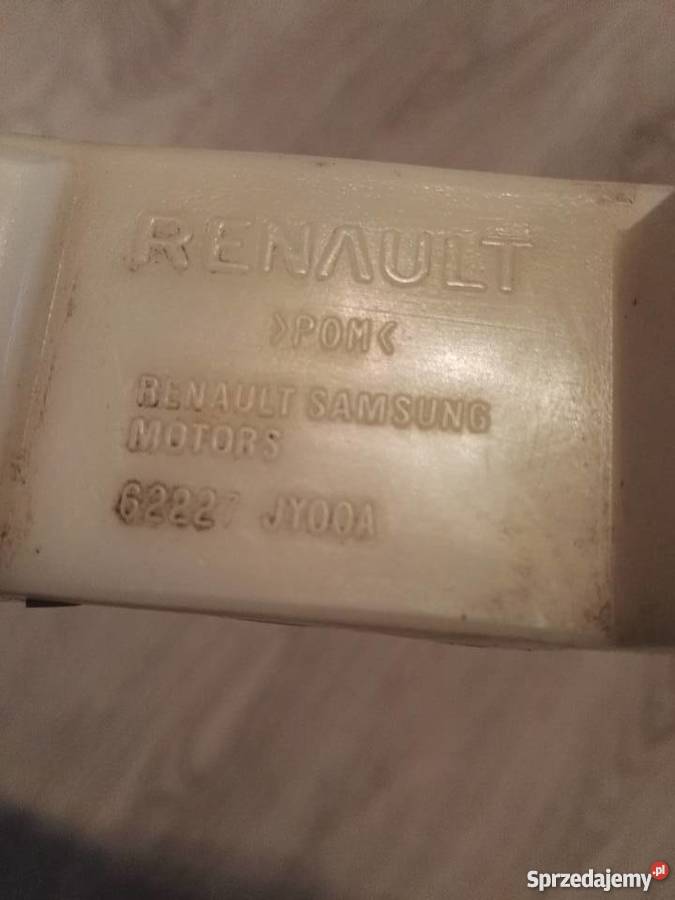 RENAULT
>POM<
RENAULT SAMSUNG
MOTORS
62227 JY00A
Sprzedajemy.pl